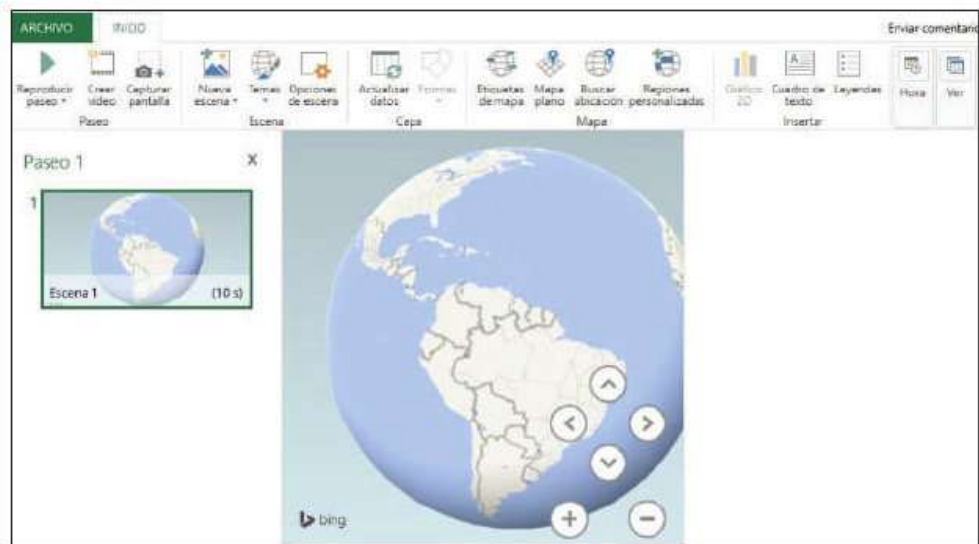 ARCHIVO INICIO Enviar comentario
Reproducir paseo
Crear vídeo
Capturar pantalla
Nueva escena
Temas
Opciones de escena
Actualizar datos
Formas
Etiquetas de mapa
Mapa plano
Buscar ubicación
Regiones personalizadas
Gráfico 2D
Cuadro de texto
Leyendas
Hora
Ver
Paseo Escena Capa Mapa Insertar
Paseo 1 X
1
Escena 1 (10 s)
bing